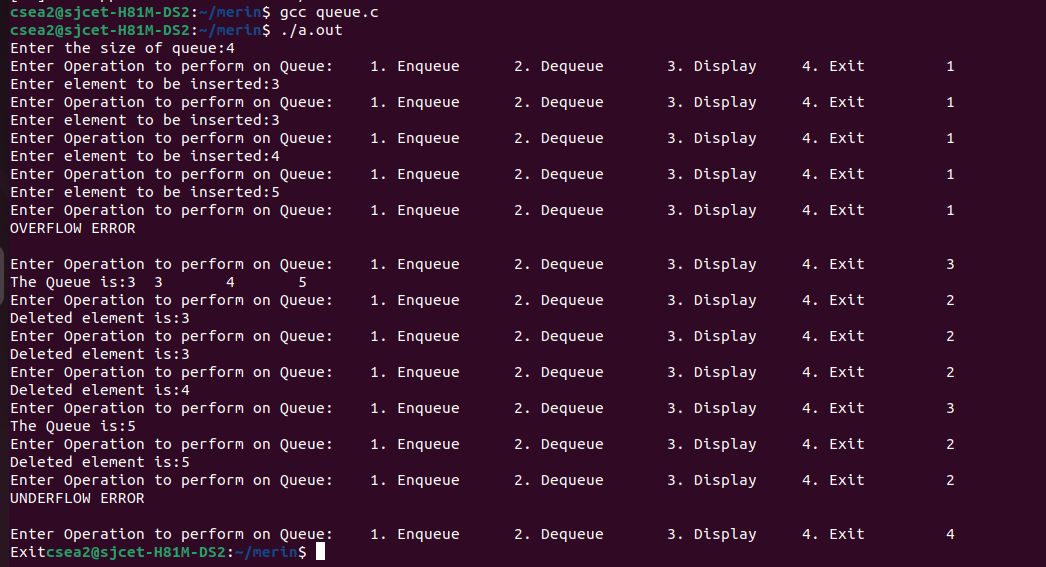 csea2@sjcet-H81M-DS2:~/merin$ gcc queue.c
csea2@sjcet-H81M-DS2:~/merin$ ./a.out
Enter the size of queue:4
Enter Operation to perform on Queue:    1. Enqueue      2. Dequeue       3. Display     4. Exit         1
Enter element to be inserted:3
Enter Operation to perform on Queue:    1. Enqueue      2. Dequeue       3. Display     4. Exit         1
Enter element to be inserted:3
Enter Operation to perform on Queue:    1. Enqueue      2. Dequeue       3. Display     4. Exit         1
Enter element to be inserted:4
Enter Operation to perform on Queue:    1. Enqueue      2. Dequeue       3. Display     4. Exit         1
Enter element to be inserted:5
Enter Operation to perform on Queue:    1. Enqueue      2. Dequeue       3. Display     4. Exit         1
OVERFLOW ERROR
Enter Operation to perform on Queue:    1. Enqueue      2. Dequeue       3. Display     4. Exit         3
The Queue is:3  3       4       5
Enter Operation to perform on Queue:    1. Enqueue      2. Dequeue       3. Display     4. Exit         2
Deleted element is:3
Enter Operation to perform on Queue:    1. Enqueue      2. Dequeue       3. Display     4. Exit         2
Deleted element is:3
Enter Operation to perform on Queue:    1. Enqueue      2. Dequeue       3. Display     4. Exit         2
Deleted element is:4
Enter Operation to perform on Queue:    1. Enqueue      2. Dequeue       3. Display     4. Exit         3
The Queue is:5
Enter Operation to perform on Queue:    1. Enqueue      2. Dequeue       3. Display     4. Exit         2
Deleted element is:5
Enter Operation to perform on Queue:    1. Enqueue      2. Dequeue       3. Display     4. Exit         2
UNDERFLOW ERROR
Enter Operation to perform on Queue:    1. Enqueue      2. Dequeue       3. Display     4. Exit         4
Exitcsea2@sjcet-H81M-DS2:~/merin$